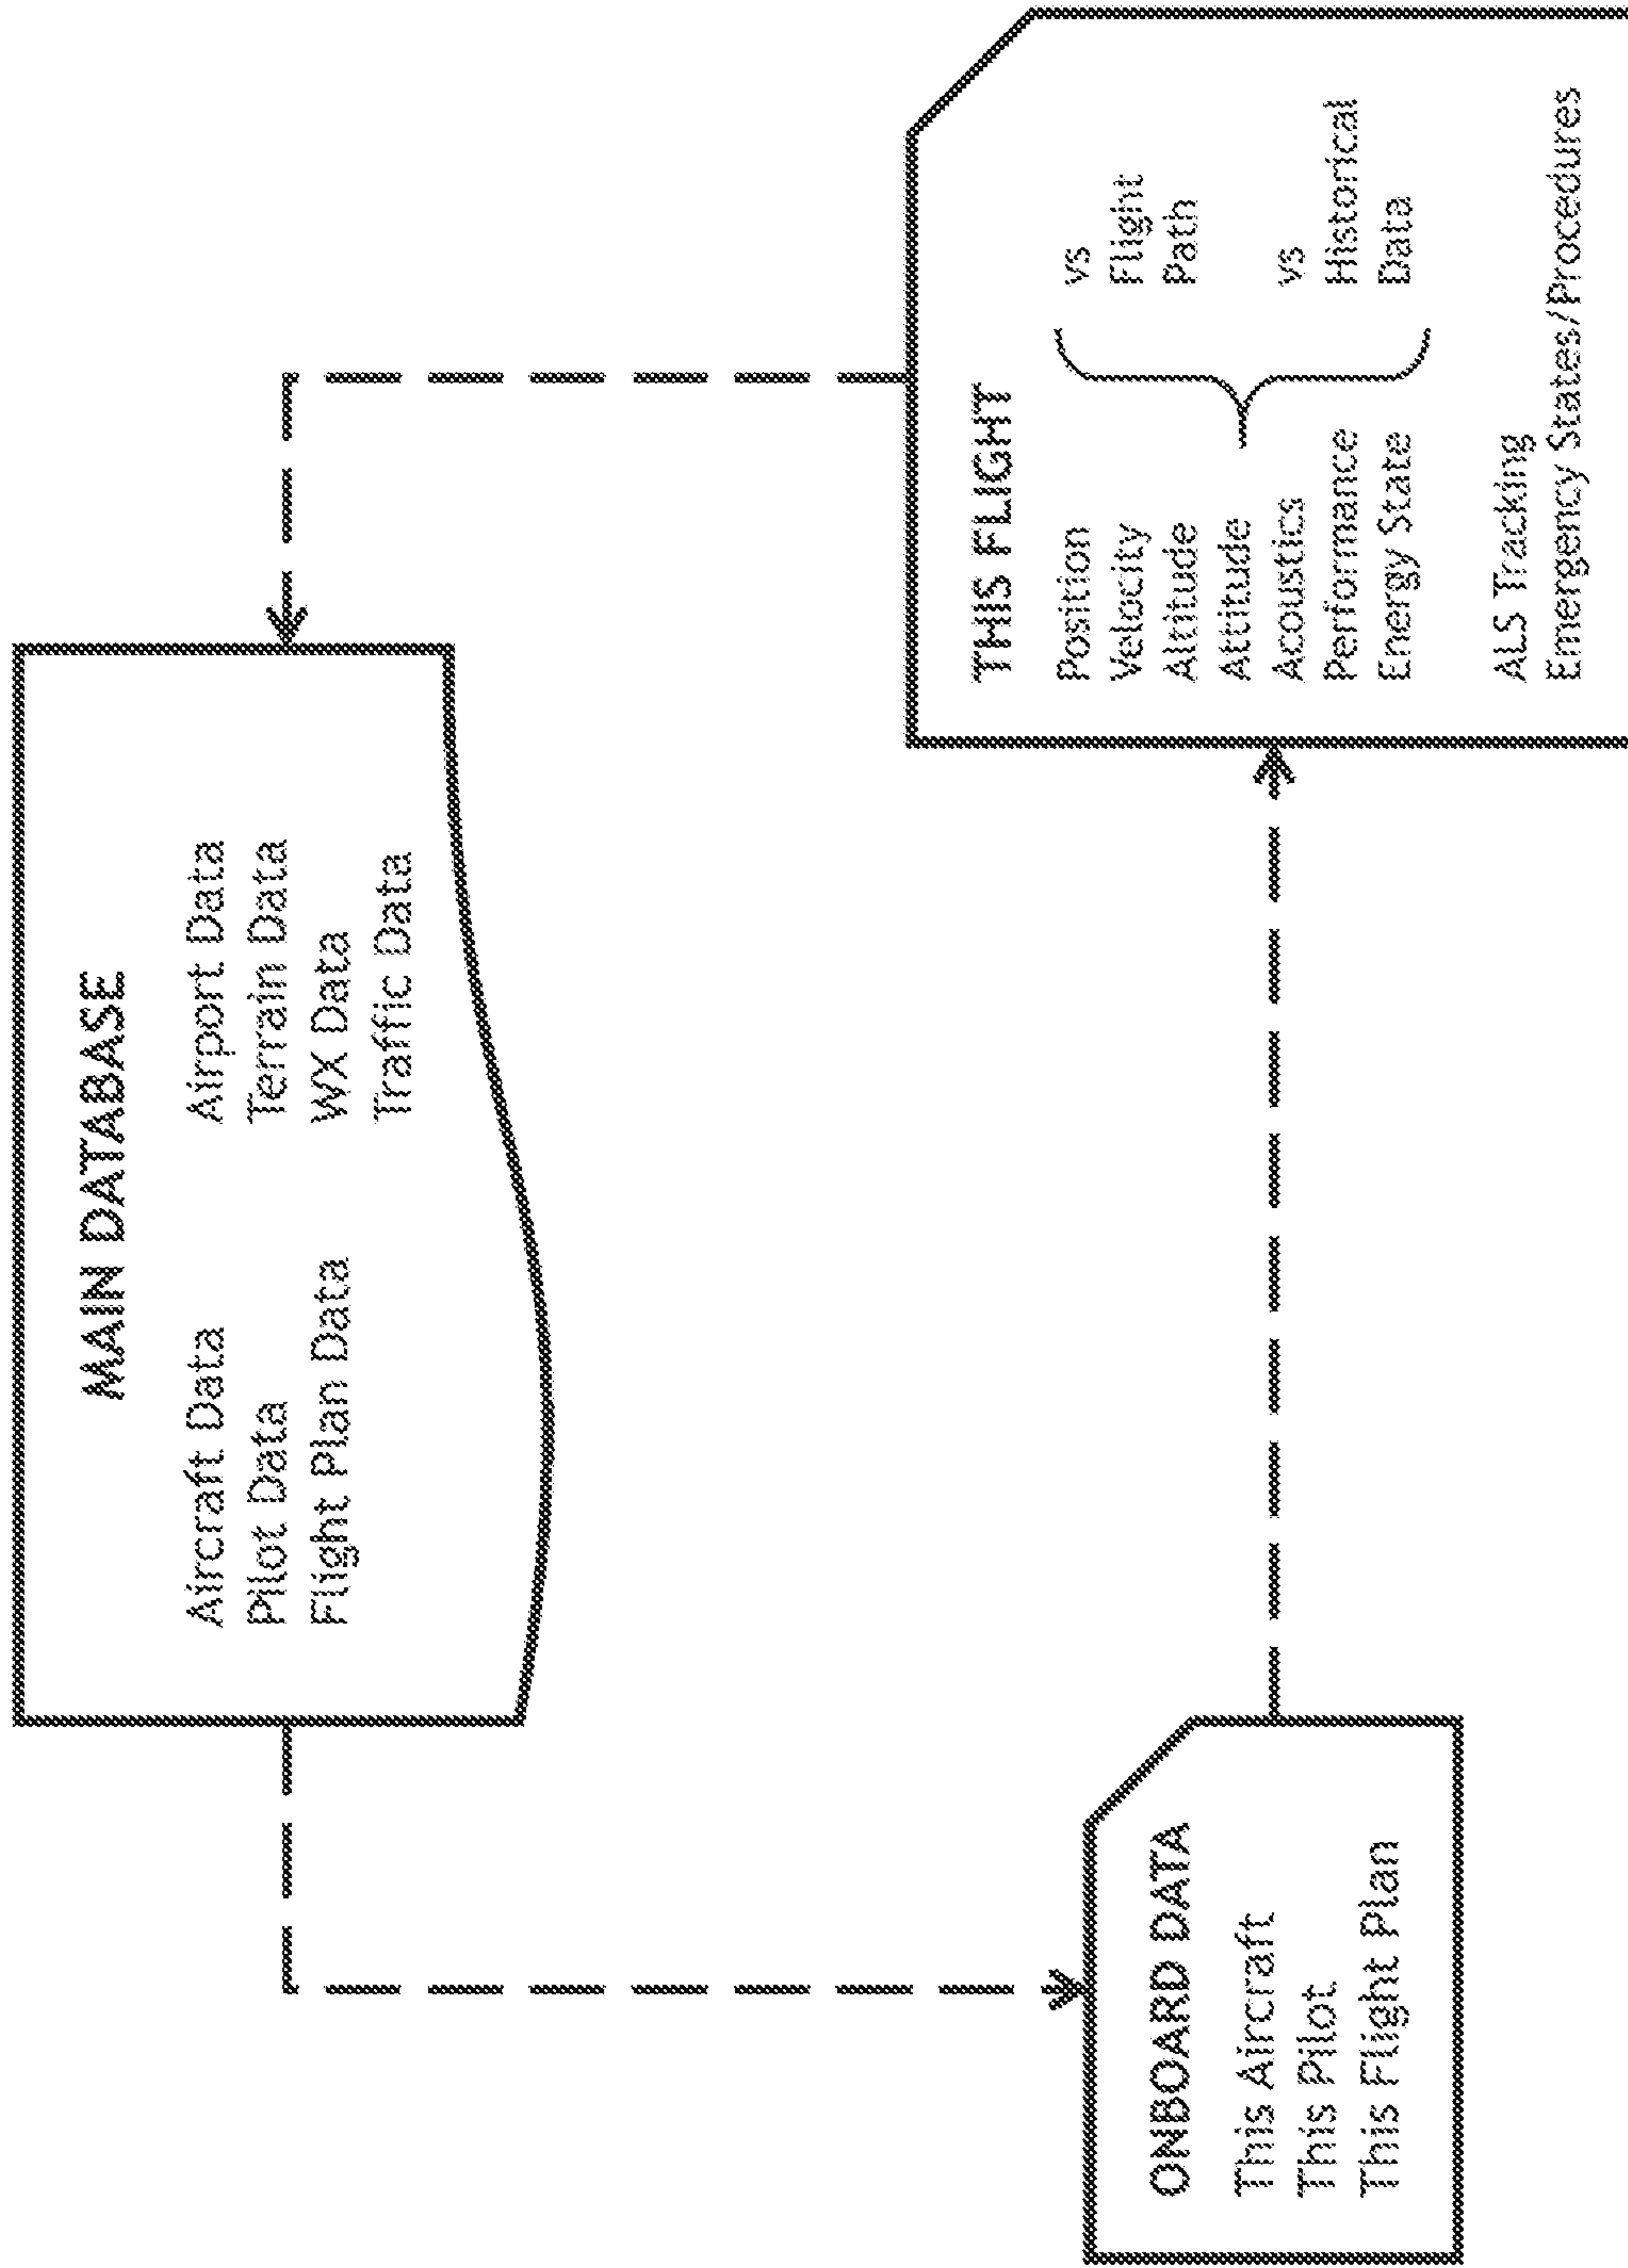 MAIN DATABASE
Aircraft Data
Pilot Data
Flight Plan Data
Airport Data
Terrain Data
WX Data
Traffic Data
ONBOARD DATA
This Aircraft
This Pilot
This Flight Plan
THIS FLIGHT
Position
Velocity
Altitude
Attitude
Acoustics
Performance
Energy State
vs
Flight
Path
vs
Historical
Data
ALS Tracking
Emergency States/Procedures